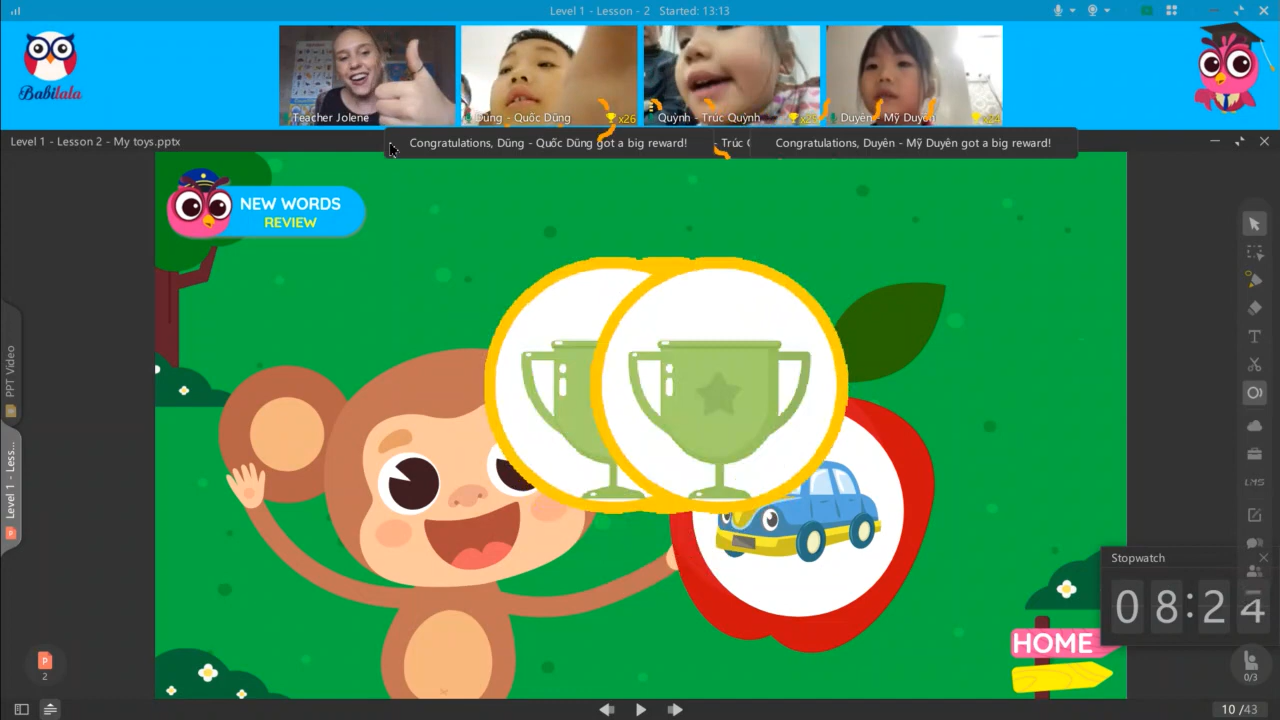 Level 1 - Lesson - 2 Started: 13:13
Babilala
Teacher Jolene
Dũng - Quốc Dũng
x26
Quỳnh - Trúc Quỳnh
Duyên - Mỹ Duyên
Level 1 - Lesson 2 - My toys.pptx
Congratulations, Dũng - Quốc Dũng got a big reward!
- Trúc
Congratulations, Duyên - Mỹ Duyên got a big reward!
NEW WORDS
REVIEW
PPT Video
Level 1 - Less...
T
LMS
Stopwatch
08:24
HOME
2
0/3
10 /43